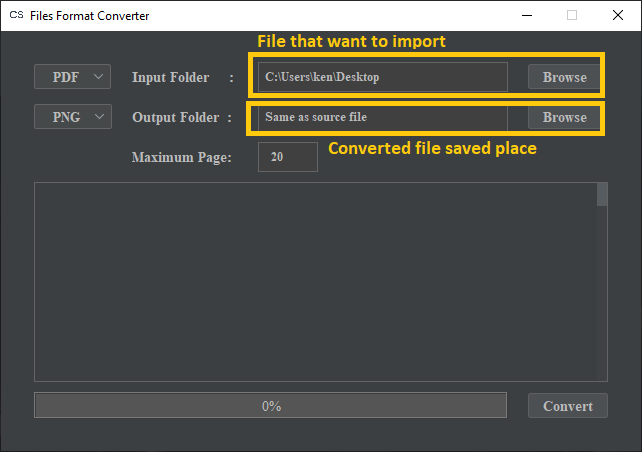 CS Files Format Converter
File that want to import
PDF Input Folder : C:\Users\ken\Desktop Browse
PNG Output Folder : Same as source file Browse
Maximum Page: 20 Converted file saved place
0% Convert